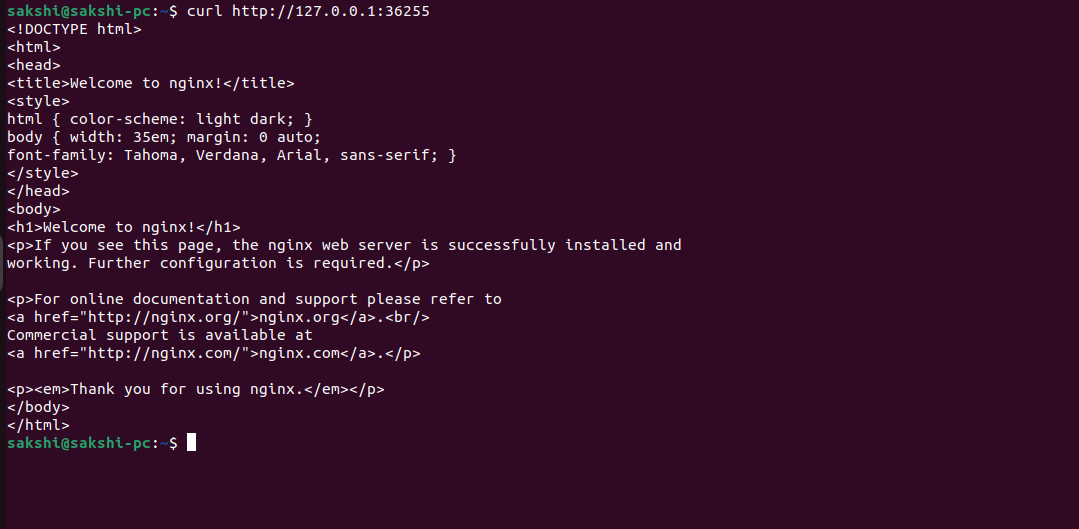 sakshi@sakshi-pc:~$ curl http://127.0.0.1:36255
<!DOCTYPE html>
<html>
<head>
<title>Welcome to nginx!</title>
<style>
html { color-scheme: light dark; }
body { width: 35em; margin: 0 auto;
font-family: Tahoma, Verdana, Arial, sans-serif; }
</style>
</head>
<body>
<h1>Welcome to nginx!</h1>
<p>If you see this page, the nginx web server is successfully installed and
working. Further configuration is required.</p>

<p>For online documentation and support please refer to
<a href="http://nginx.org/">nginx.org</a>.<br/>
Commercial support is available at
<a href="http://nginx.com/">nginx.com</a>.</p>

<p><em>Thank you for using nginx.</em></p>
</body>
</html>
sakshi@sakshi-pc:~$